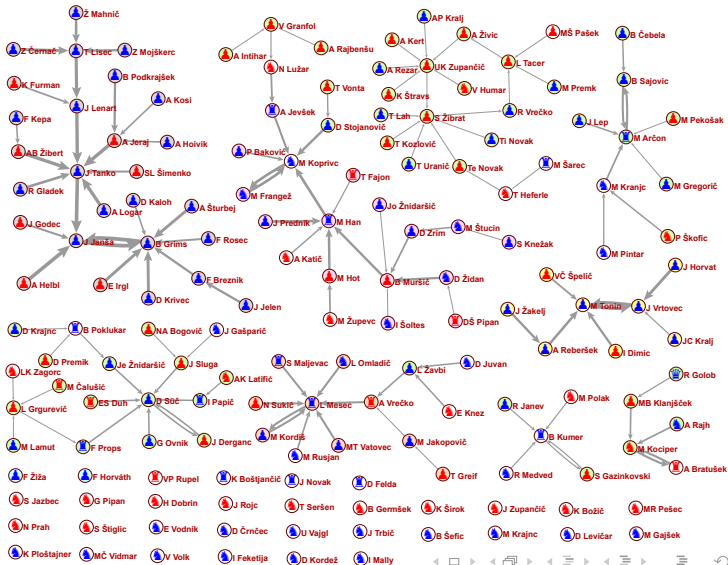 Ž Mahnič
Z Černač
T Lisec
Z Mojškerc
K Furman
B Podkrajšek
J Lenart
A Kosi
F Kepa
A Jeraj
A Hoivik
AB Žibert
J Tanko
SL Šimenko
R Gladek
A Logar
D Kaloh
A Šturbej
J Godec
J Janša
B Grims
F Rosec
A Helbl
E Irgl
F Breznik
D Krivec
J Jelen
V Granfol
A Intihar
A Rajbenšu
N Lužar
T Vonta
A Jevšek
D Stojanovič
P Baković
M Koprivc
M Frangež
T Fajon
J Prednik
M Han
A Katič
M Hot
M Župevc
AP Kralj
A Kert
A Živic
A Rezar
UK Zupančič
L Tacer
MŠ Pašek
K Štravs
V Humar
M Premk
T Lah
S Žibrat
R Vrečko
T Kozlovič
Ti Novak
T Uranič
Te Novak
M Šarec
T Heferle
Jo Žnidaršič
D Zrim
M Štucin
S Knežak
B Muršič
D Židan
I Šoltes
DŠ Pipan
B Čebela
B Sajovic
J Lep
M Arčon
M Pekošak
M Kranjc
M Gregorič
P Škofic
M Pintar
VČ Špelič
J Horvat
J Žakelj
M Tonin
J Vrtovec
A Reberšek
I Dimic
JC Kralj
D Krajnc
B Poklukar
NA Bogovič
J Gašparič
D Premik
Je Žnidaršič
J Sluga
LK Zagorc
M Čalušić
AK Latifić
L Grgurevič
ES Duh
D Súč
I Papič
M Lamut
F Props
G Ovnik
J Derganc
S Maljevac
L Omladič
L Žavbi
D Juvan
N Sukič
L Mesec
A Vrečko
E Knez
M Kordiš
MT Vatovec
M Jakopovič
M Rusjan
T Greif
M Polak
R Janev
B Kumer
R Medved
S Gazinkovski
R Golob
MB Klanjšček
A Rajh
M Kociper
A Bratušek
F Žiža
F Horváth
VP Rupel
K Boštjančič
J Novak
D Felda
S Jazbec
G Pipan
H Dobrin
J Rojc
T Seršen
B Germšek
K Širok
J Zupančič
K Božič
MR Pešec
N Prah
S Štiglic
E Vodnik
D Črnčec
U Vajgl
J Trbič
B Šefic
M Krajnc
D Levičar
M Gajšek
K Ploštajner
MČ Vidmar
V Volk
I Feketija
D Kordež
I Mally